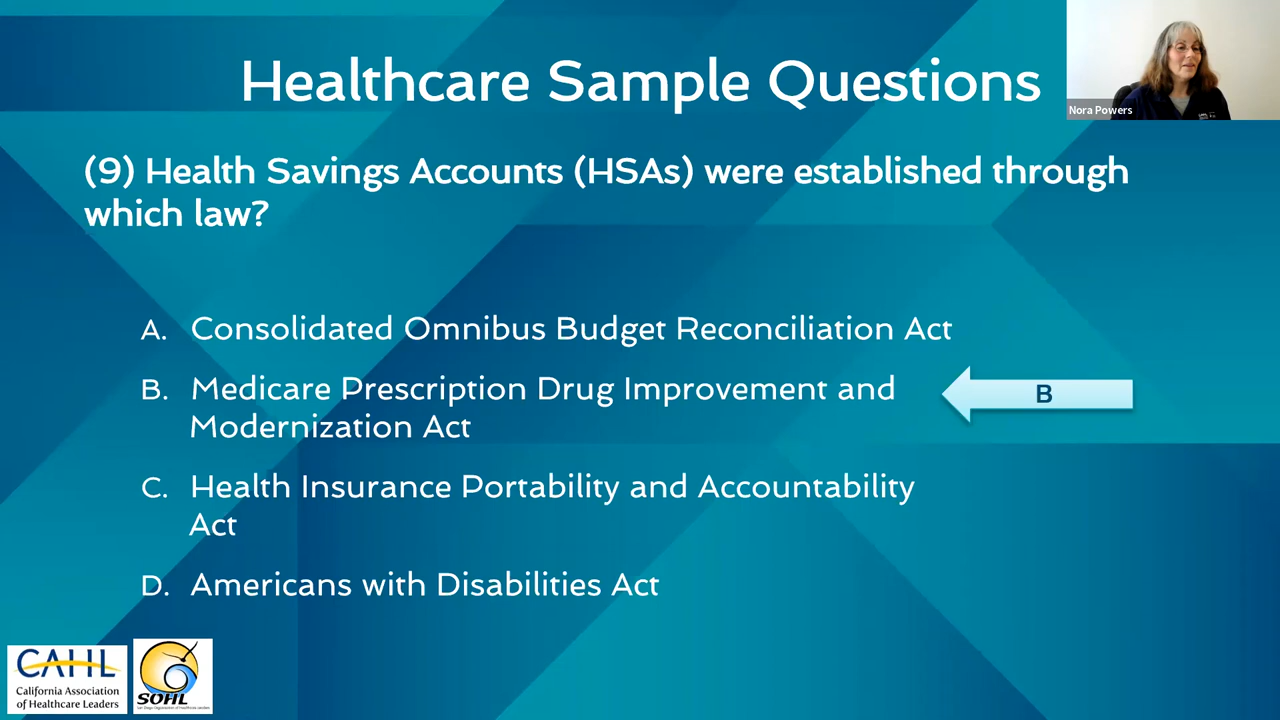 Healthcare Sample Questions
Nora Powers
(9) Health Savings Accounts (HSAs) were established through
which law?
A. Consolidated Omnibus Budget Reconciliation Act
B. Medicare Prescription Drug Improvement and
Modernization Act
B
C. Health Insurance Portability and Accountability
Act
D. Americans with Disabilities Act
CAHL
California Association
of Healthcare Leaders
SOHL